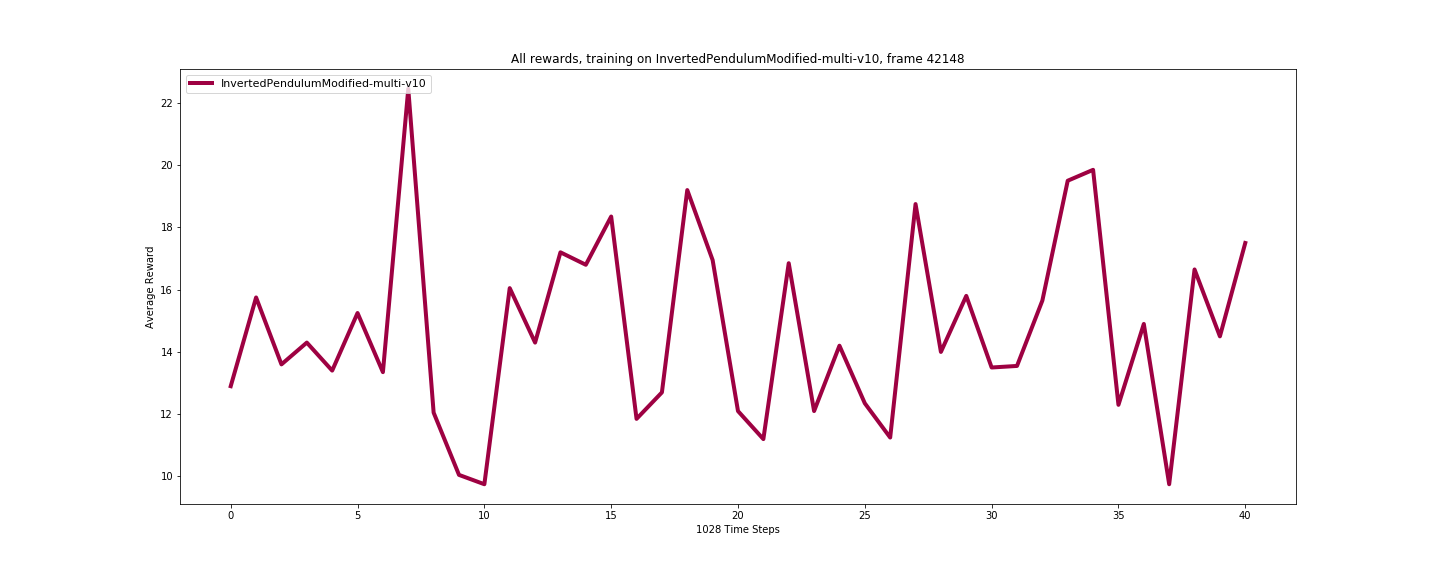 All rewards, training on InvertedPendulumModified-multi-v10, frame 42148
InvertedPendulumModified-multi-v10
22
20
18
16
14
12
10
Average Reward
0 5 10 15 20 25 30 35 40
1028 Time Steps